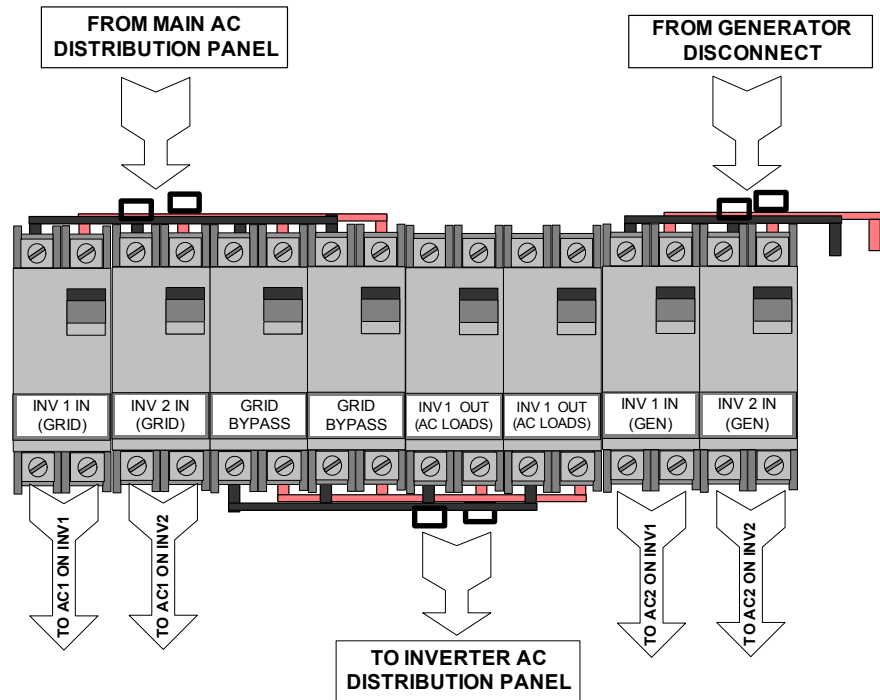 FROM MAIN AC
DISTRIBUTION PANEL
FROM GENERATOR
DISCONNECT
INV 1 IN
(GRID)
INV 2 IN
(GRID)
GRID
BYPASS
GRID
BYPASS
INV 1 OUT
(AC LOADS)
INV 1 OUT
(AC LOADS)
INV 1 IN
(GEN)
INV 2 IN
(GEN)
TO AC1 ON INV1
TO AC1 ON INV2
TO AC2 ON INV1
TO AC2 ON INV2
TO INVERTER AC
DISTRIBUTION PANEL